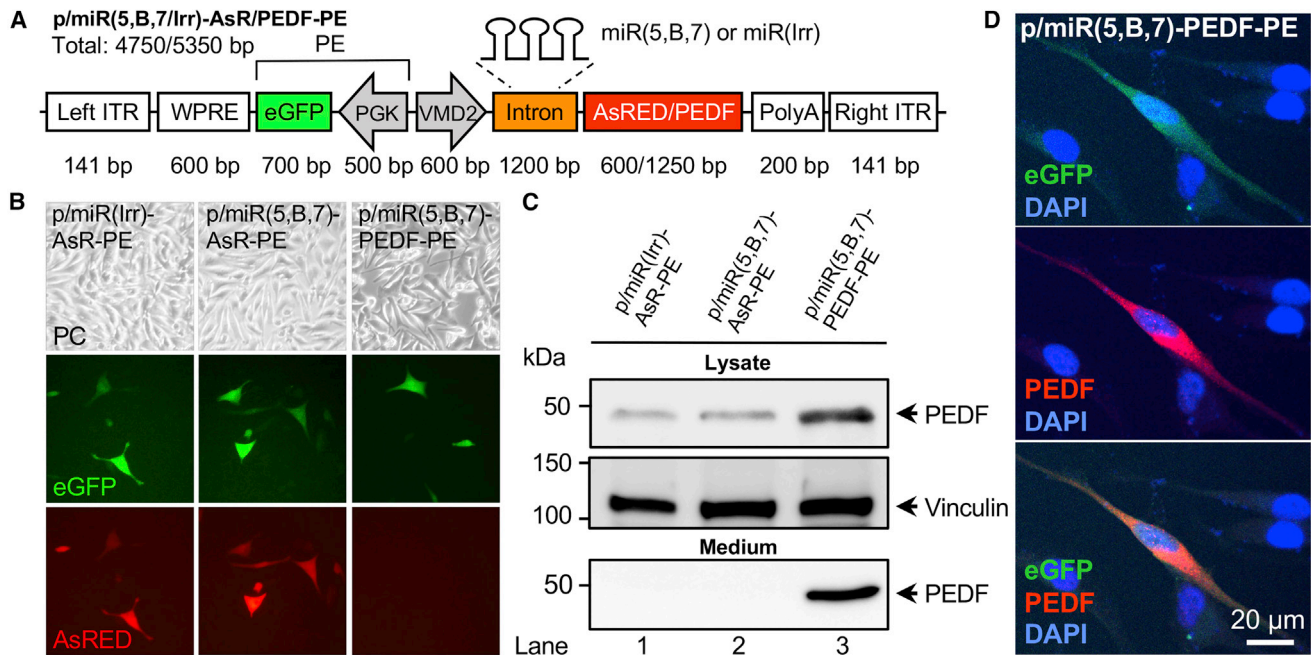 A
p/miR(5,B,7/Irr)-AsR/PEDF-PE
Total: 4750/5350 bp
PE
miR(5,B,7) or miR(Irr)
Left ITR
WPRE
eGFP
PGK
VMD2
Intron
AsRED/PEDF
PolyA
Right ITR
141 bp
600 bp
700 bp
500 bp
600 bp
1200 bp
600/1250 bp
200 bp
141 bp
B
p/miR(Irr)-
AsR-PE
p/miR(5,B,7)-
AsR-PE
p/miR(5,B,7)-
PEDF-PE
PC
eGFP
AsRED
C
p/miR(Irr)-
AsR-PE
p/miR(5,B,7)-
AsR-PE
p/miR(5,B,7)-
PEDF-PE
kDa
Lysate
50
PEDF
150
100
Vinculin
Medium
50
PEDF
Lane
1
2
3
D
p/miR(5,B,7)-PEDF-PE
eGFP
DAPI
PEDF
DAPI
eGFP
PEDF
DAPI
20 µm